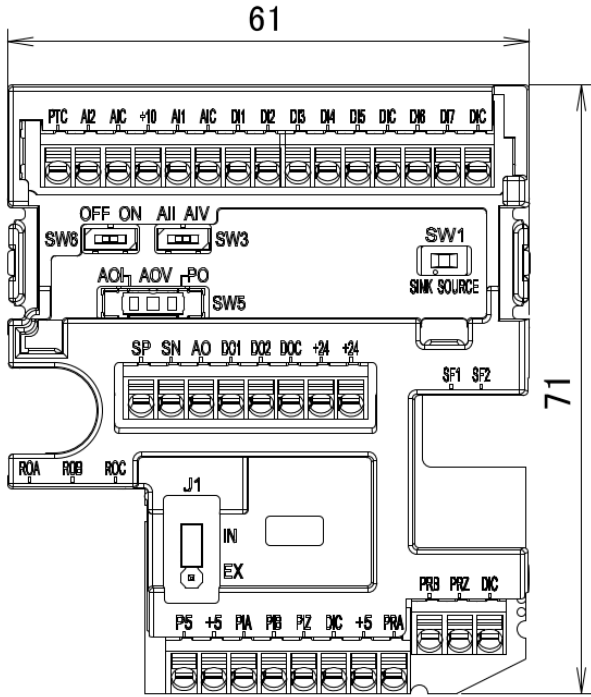 61
PTC AI2 AIC +10 AI1 AIC DI1 DI2 DI3 DI4 DI5 DIC DI6 DI7 DIC
OFF ON AII AIV
SW6 SW3
SW1
AOI AOV PO
SINK SOURCE
SW5
SP SN AO DO1 DO2 DOC +24 +24
SF1 SF2
71
ROA ROB ROC
J1
IN
EX
PRB PRZ DIC
P5 +5 PIA PIB PIZ DIC +5 PRA